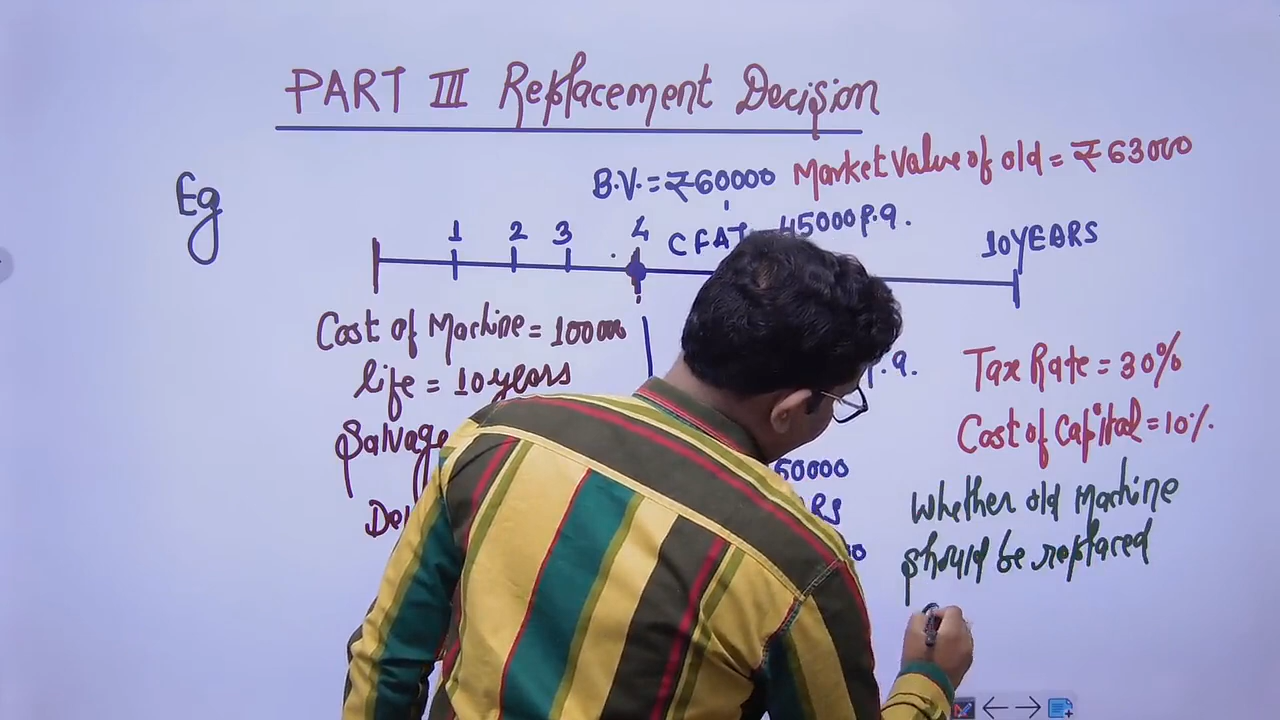 PART III Replacement Decision
Eg
B.V. = ₹60000 Market Value of old = ₹63000
1 2 3 4 CFAT 45000 p.a. 10 YEARS
Cost of Machine = 100000
life = 10 years
p.a.
Tax Rate = 30%
Cost of Capital = 10%.
Salvage
50000
Whether old Machine
should be replaced